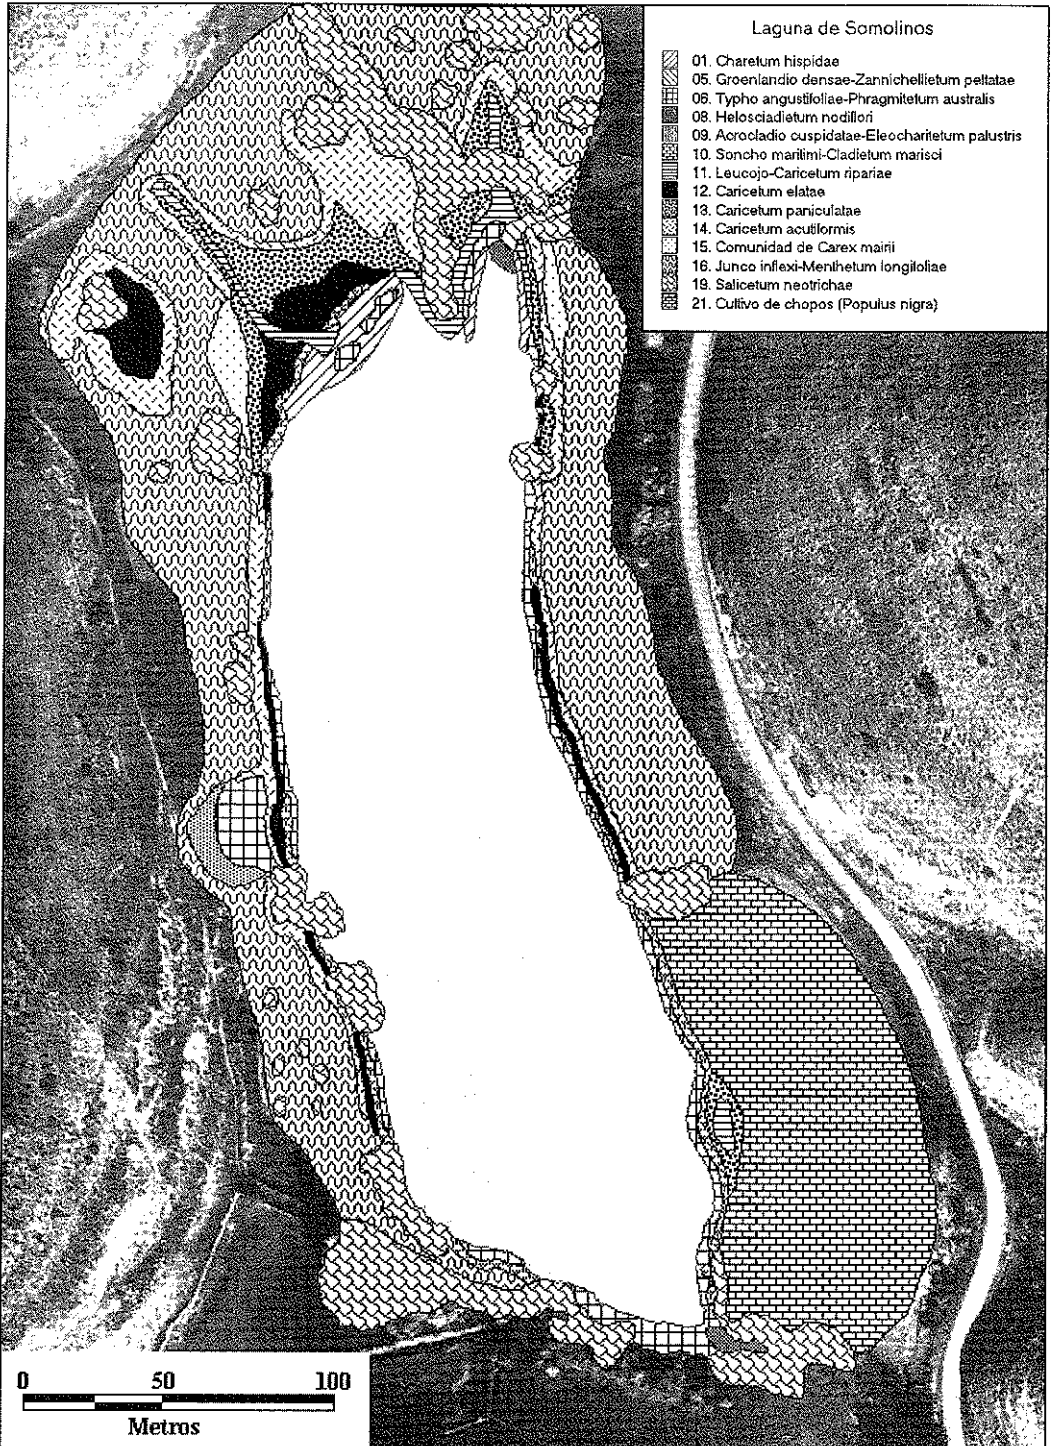 Laguna de Somolinos
01. Charetum hispidae
05. Groenlandio densae-Zannichellietum peltatae
06. Typho angustifoliae-Phragmitetum australis
08. Helosciadietum nodiflori
09. Acrocladio cuspidatae-Eleocharitetum palustris
10. Soncho maritimi-Cladietum marisci
11. Leucojo-Caricetum ripariae
12. Caricetum elatae
13. Caricetum paniculatae
14. Caricetum acutiformis
15. Comunidad de Carex mairii
16. Junco inflexi-Menthetum longifoliae
19. Salicetum neotrichae
21. Cultivo de chopos (Populus nigra)
0 50 100
Metros